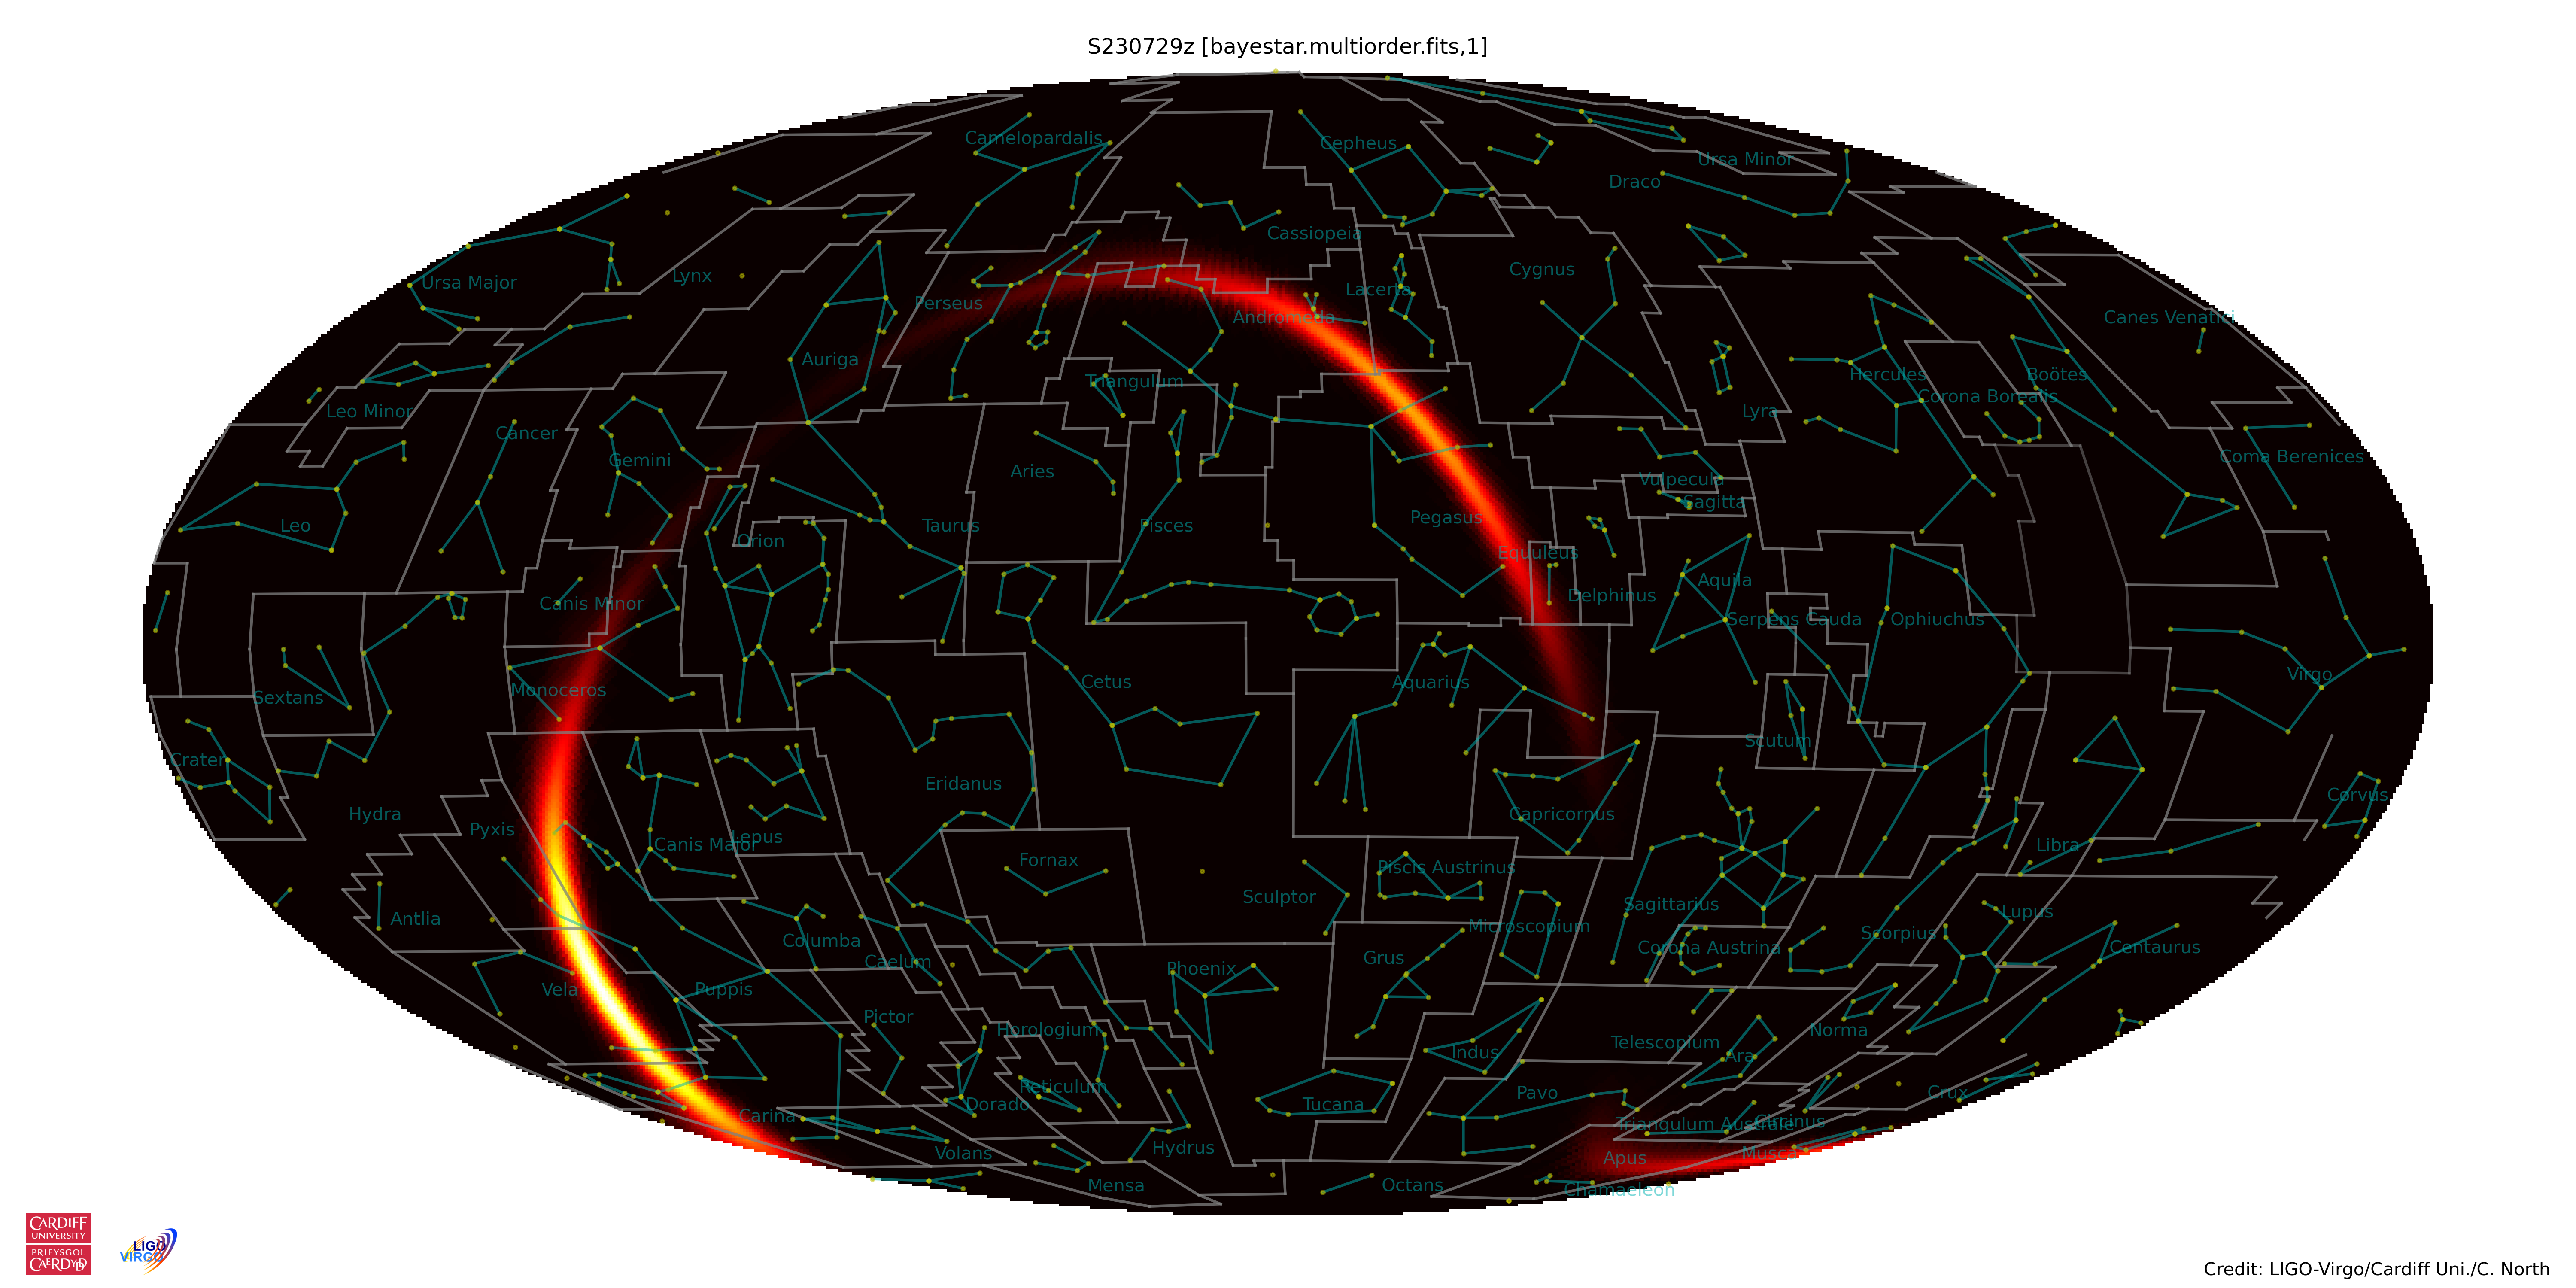 S230729z [bayestar.multiorder.fits,1]
Camelopardalis
Cepheus
Ursa Minor
Draco
Cassiopeia
Ursa Major
Lynx
Cygnus
Perseus
Lacerta
Andromeda
Canes Venatici
Auriga
Triangulum
Hercules
Boötes
Corona Borealis
Leo Minor
Lyra
Cancer
Gemini
Aries
Coma Berenices
Vulpecula
Sagitta
Leo
Orion
Taurus
Pisces
Pegasus
Equuleus
Aquila
Canis Minor
Delphinus
Serpens Cauda
Ophiuchus
Sextans
Monoceros
Cetus
Aquarius
Virgo
Crater
Scutum
Eridanus
Corvus
Hydra
Pyxis
Capricornus
Canis Major
Lepus
Libra
Fornax
Piscis Austrinus
Sculptor
Sagittarius
Antlia
Microscopium
Lupus
Columba
Corona Austrina
Scorpius
Centaurus
Caelum
Phoenix
Grus
Vela
Puppis
Pictor
Horologium
Telescopium
Norma
Indus
Ara
Reticulum
Pavo
Crux
Dorado
Tucana
Carina
Triangulum Australe
Circinus
Volans
Hydrus
Apus
Musca
Mensa
Octans
Chamaeleon
CARDIFF
UNIVERSITY
PRIFYSGOL
CAERDYDD
LIGO
VIRGO
Credit: LIGO-Virgo/Cardiff Uni./C. North